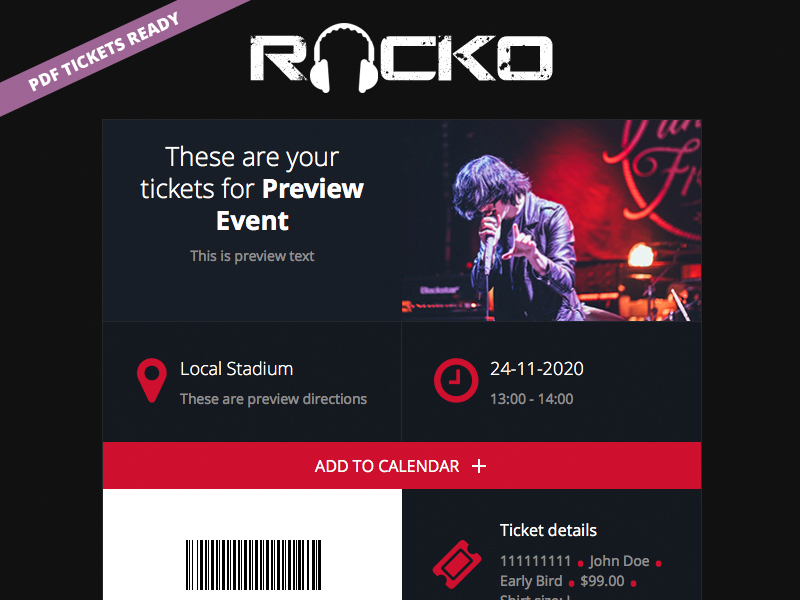 PDF TICKETS READY
ROCKO
These are your
tickets for Preview
Event
This is preview text
Local Stadium
These are preview directions
24-11-2020
13:00 - 14:00
ADD TO CALENDAR +
Ticket details
111111111 • John Doe •
Early Bird • $99.00 •